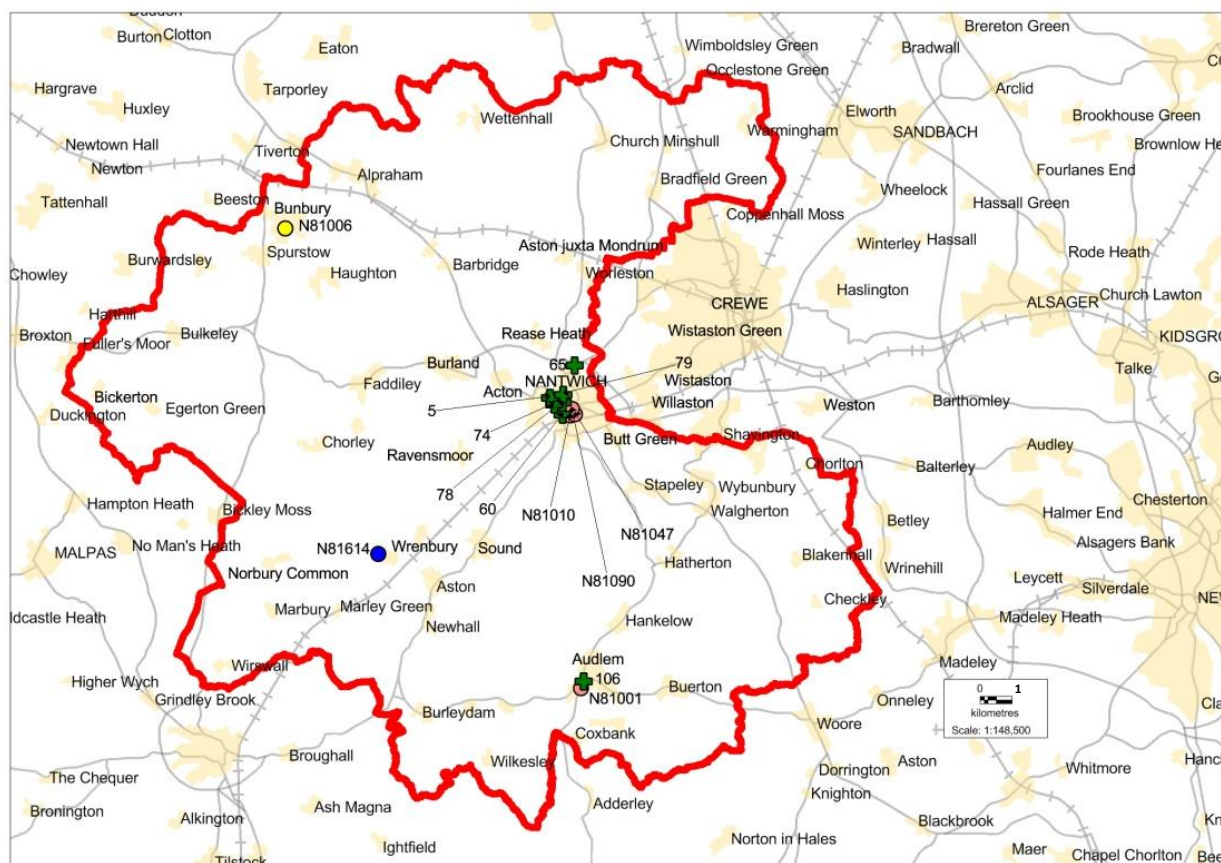 Duddon
Burton
Clotton
Eaton
Wimboldsley Green
Bradwall
Brereton Green
Occlestone Green
Hargrave
Tarporley
Huxley
Wettenhall
Arclid
Elworth
SANDBACH
Brookhouse Green
Warmingham
Newtown Hall
Church Minshull
Brownlow He
Newton
Tiverton
Alpraham
Fourlanes End
Tattenhall
Beeston
Bradfield Green
Wheelock
Hassall Green
Bunbury
N81006
Coppenhall Moss
Spurstow
Aston juxta Mondrum
Winterley
Hassall
Rode Heath
Burwardsley
Haughton
Barbridge
Chowley
Worleston
Haslington
CREWE
ALSAGER
Church Lawton
Harthill
Broxton
Bulkeley
Rease Heath
Wistaston Green
KIDSGR
Fuller's Moor
Burland
65
79
Talke
NANTWICH
Wistaston
Faddiley
Acton
Bickerton
Egerton Green
Willaston
Weston
Barthomley
Duckington
5
74
Butt Green
Shavington
Chorley
Audley
Ravensmoor
Chorlton
Balterley
Stapeley
Wybunbury
78
Hampton Heath
Bickley Moss
60
N81010
Walgherton
Chesterton
Betley
Halmer End
N81047
No Man's Heath
N81614
Wrenbury
Sound
Alsagers Bank
MALPAS
Blakenhall
Hatherton
Wrinehill
Norbury Common
N81090
Leycett
Aston
Silverdale
NEW
Marbury
Marley Green
Checkley
ldcastle Heath
Newhall
Hankelow
Madeley Heath
Audlem
Wirswall
Madeley
106
Higher Wych
Buerton
Grindley Brook
N81001
Onneley
0 1
kilometres
Scale: 1:148,500
Burleydam
Woore
Coxbank
Broughall
Wilkesley
Aston
Whitmore
The Chequer
Dorrington
Knighton
Adderley
Ash Magna
Bronington
Alkington
Blackbrook
Norton in Hales
Ightfield
Maer
Chapel Chorlton
Tilstock